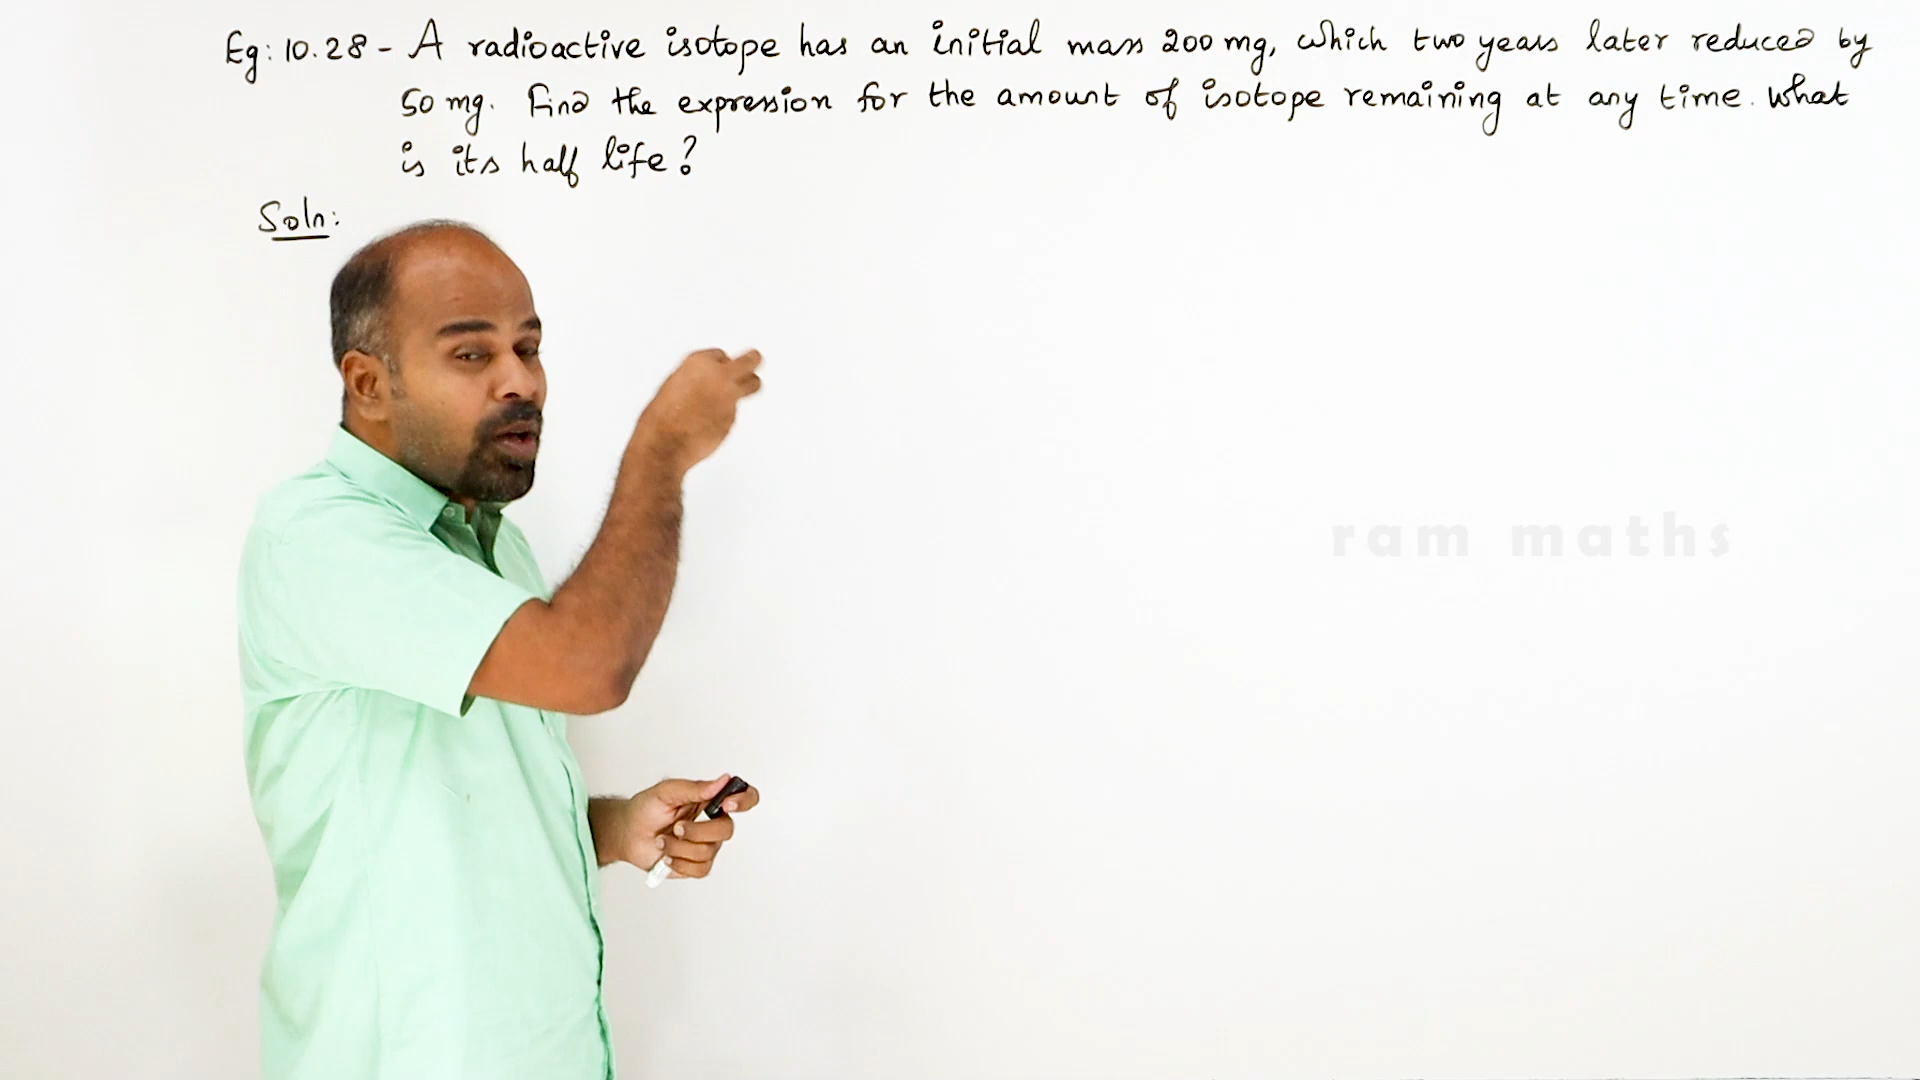 Eg: 10.28 - A radioactive isotope has an initial mass 200 mg, which two years later reduced by
50 mg. Find the expression for the amount of isotope remaining at any time. What
is its half life?
Soln:
ram maths